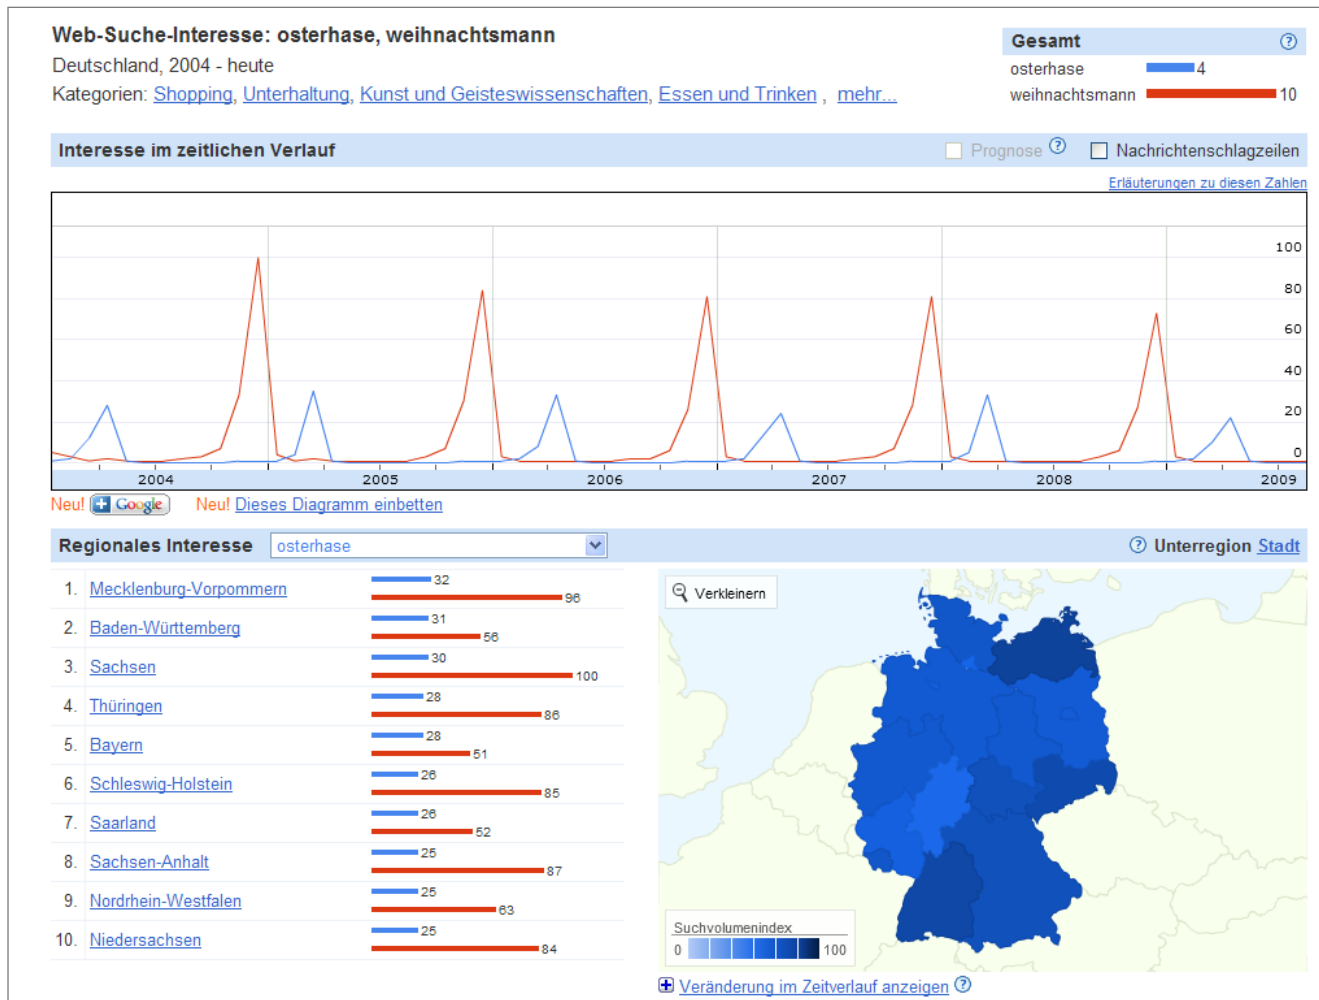 Web-Suche-Interesse: osterhase, weihnachtsmann
Deutschland, 2004 - heute
Kategorien: Shopping, Unterhaltung, Kunst und Geisteswissenschaften, Essen und Trinken , mehr...
Gesamt ?
osterhase 4
weihnachtsmann 10
Interesse im zeitlichen Verlauf Prognose ? Nachrichtenschlagzeilen
Erläuterungen zu diesen Zahlen
100
80
60
40
20
0
2004 2005 2006 2007 2008 2009
Neu! + Google Neu! Dieses Diagramm einbetten
Regionales Interesse osterhase ? Unterregion Stadt
1. Mecklenburg-Vorpommern 32 96
2. Baden-Württemberg 31 56
3. Sachsen 30 100
4. Thüringen 28 86
5. Bayern 28 51
6. Schleswig-Holstein 26 85
7. Saarland 26 52
8. Sachsen-Anhalt 25 87
9. Nordrhein-Westfalen 25 63
10. Niedersachsen 25 84
Verkleinern
Suchvolumenindex
0 100
Veränderung im Zeitverlauf anzeigen ?